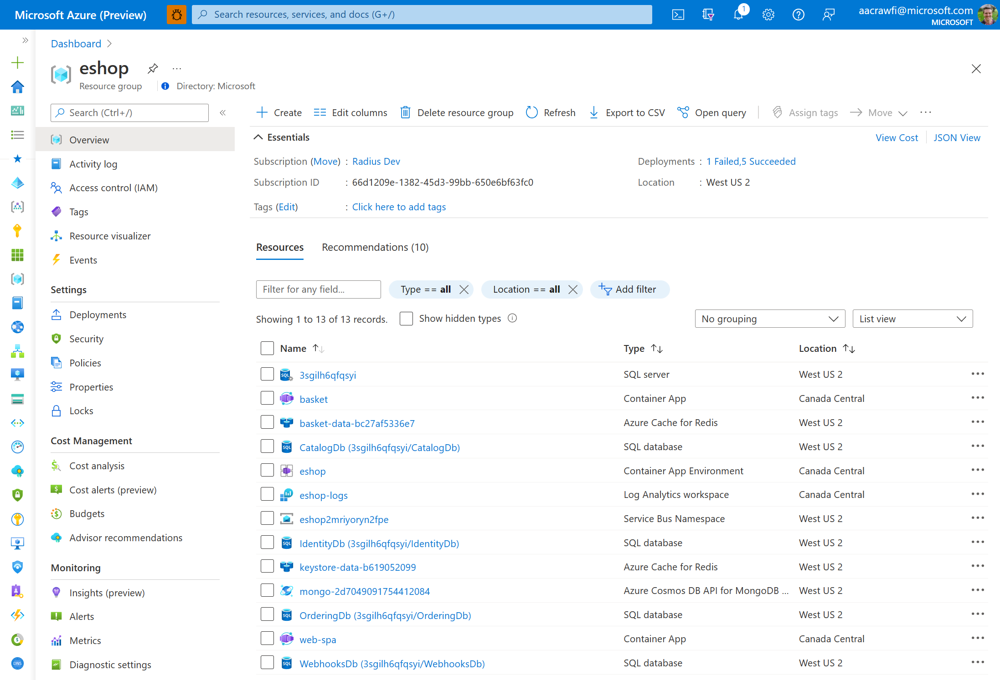 Microsoft Azure (Preview)
Search resources, services, and docs (G+/)
1
aacrawfi@microsoft.com
MICROSOFT
Dashboard
eshop
Resource group
Directory: Microsoft
Search (Ctrl+/)
Overview
Activity log
Access control (IAM)
Tags
Resource visualizer
Events
Settings
Deployments
Security
Policies
Properties
Locks
Cost Management
Cost analysis
Cost alerts (preview)
Budgets
Advisor recommendations
Monitoring
Insights (preview)
Alerts
Metrics
Diagnostic settings
DNS
Create
Edit columns
Delete resource group
Refresh
Export to CSV
Open query
Assign tags
Move
Essentials
View Cost
JSON View
Subscription (Move) : Radius Dev
Deployments : 1 Failed,5 Succeeded
Subscription ID : 66d1209e-1382-45d3-99bb-650e6bf63fc0
Location : West US 2
Tags (Edit) : Click here to add tags
Resources
Recommendations (10)
Filter for any field...
Type == all
Location == all
Add filter
Showing 1 to 13 of 13 records.
Show hidden types
No grouping
List view
Name Type Location
SQL 3sgilh6qfqsyi SQL server West US 2
basket Container App Canada Central
basket-data-bc27af5336e7 Azure Cache for Redis West US 2
SQL CatalogDb (3sgilh6qfqsyi/CatalogDb) SQL database West US 2
eshop Container App Environment Canada Central
eshop-logs Log Analytics workspace Canada Central
eshop2mriyoryn2fpe Service Bus Namespace West US 2
SQL IdentityDb (3sgilh6qfqsyi/IdentityDb) SQL database West US 2
keystore-data-b619052099 Azure Cache for Redis West US 2
mongo-2d7049091754412084 Azure Cosmos DB API for MongoDB ... West US 2
SQL OrderingDb (3sgilh6qfqsyi/OrderingDb) SQL database West US 2
web-spa Container App Canada Central
SQL WebhooksDb (3sgilh6qfqsyi/WebhooksDb) SQL database West US 2